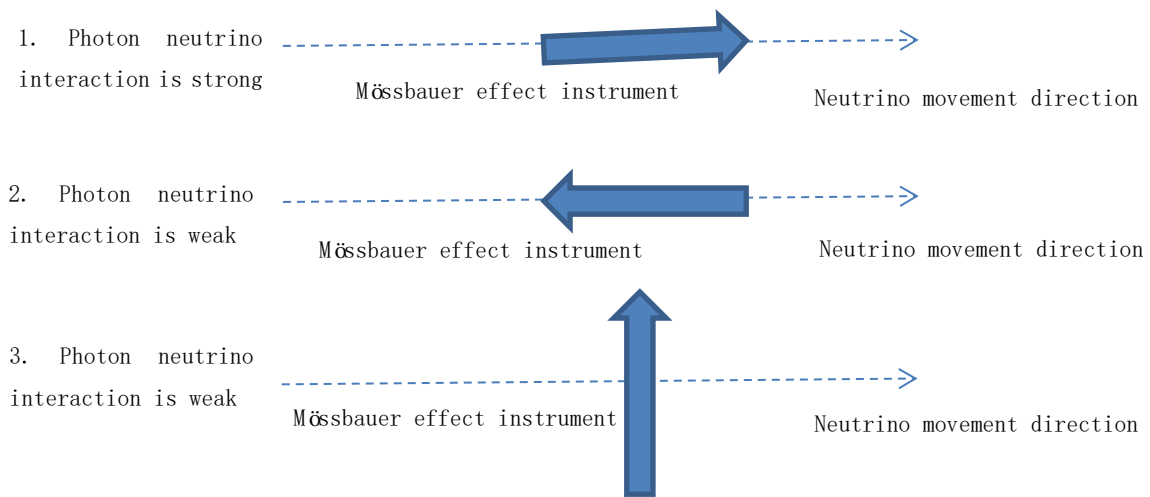 1. Photon neutrino
interaction is strong
Mössbauer effect instrument
Neutrino movement direction
2. Photon neutrino
interaction is weak
Mössbauer effect instrument
Neutrino movement direction
3. Photon neutrino
interaction is weak
Mössbauer effect instrument
Neutrino movement direction